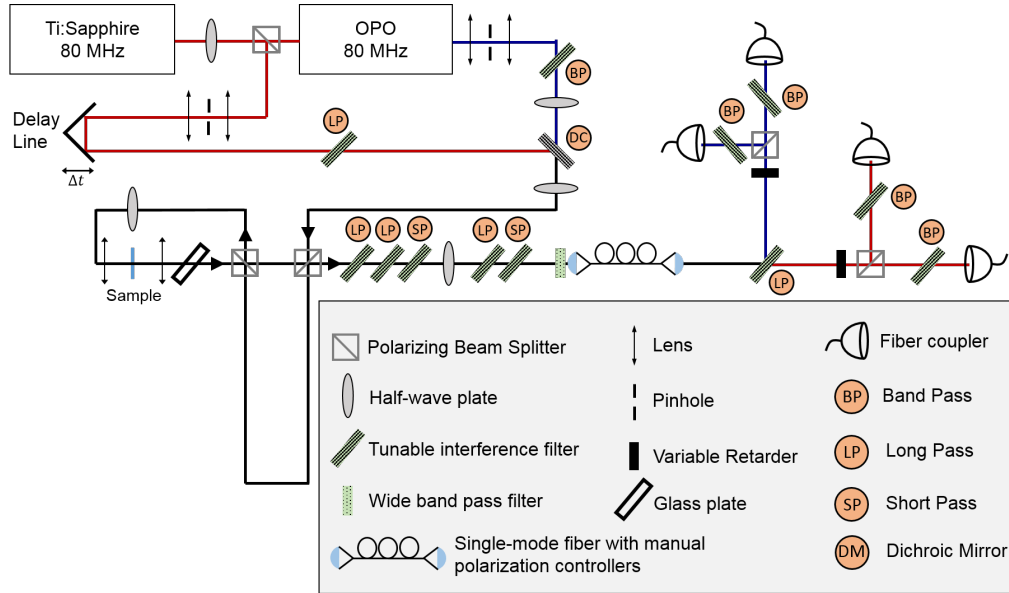 Ti:Sapphire
80 MHz
OPO
80 MHz
BP
Delay
Line
Δt
LP
DC
BP
BP
BP
BP
LP
LP
LP
SP
LP
SP
Sample
Polarizing Beam Splitter
Half-wave plate
Tunable interference filter
Wide band pass filter
Single-mode fiber with manual
polarization controllers
Lens
Pinhole
Variable Retarder
Glass plate
Fiber coupler
BP Band Pass
LP Long Pass
SP Short Pass
DM Dichroic Mirror